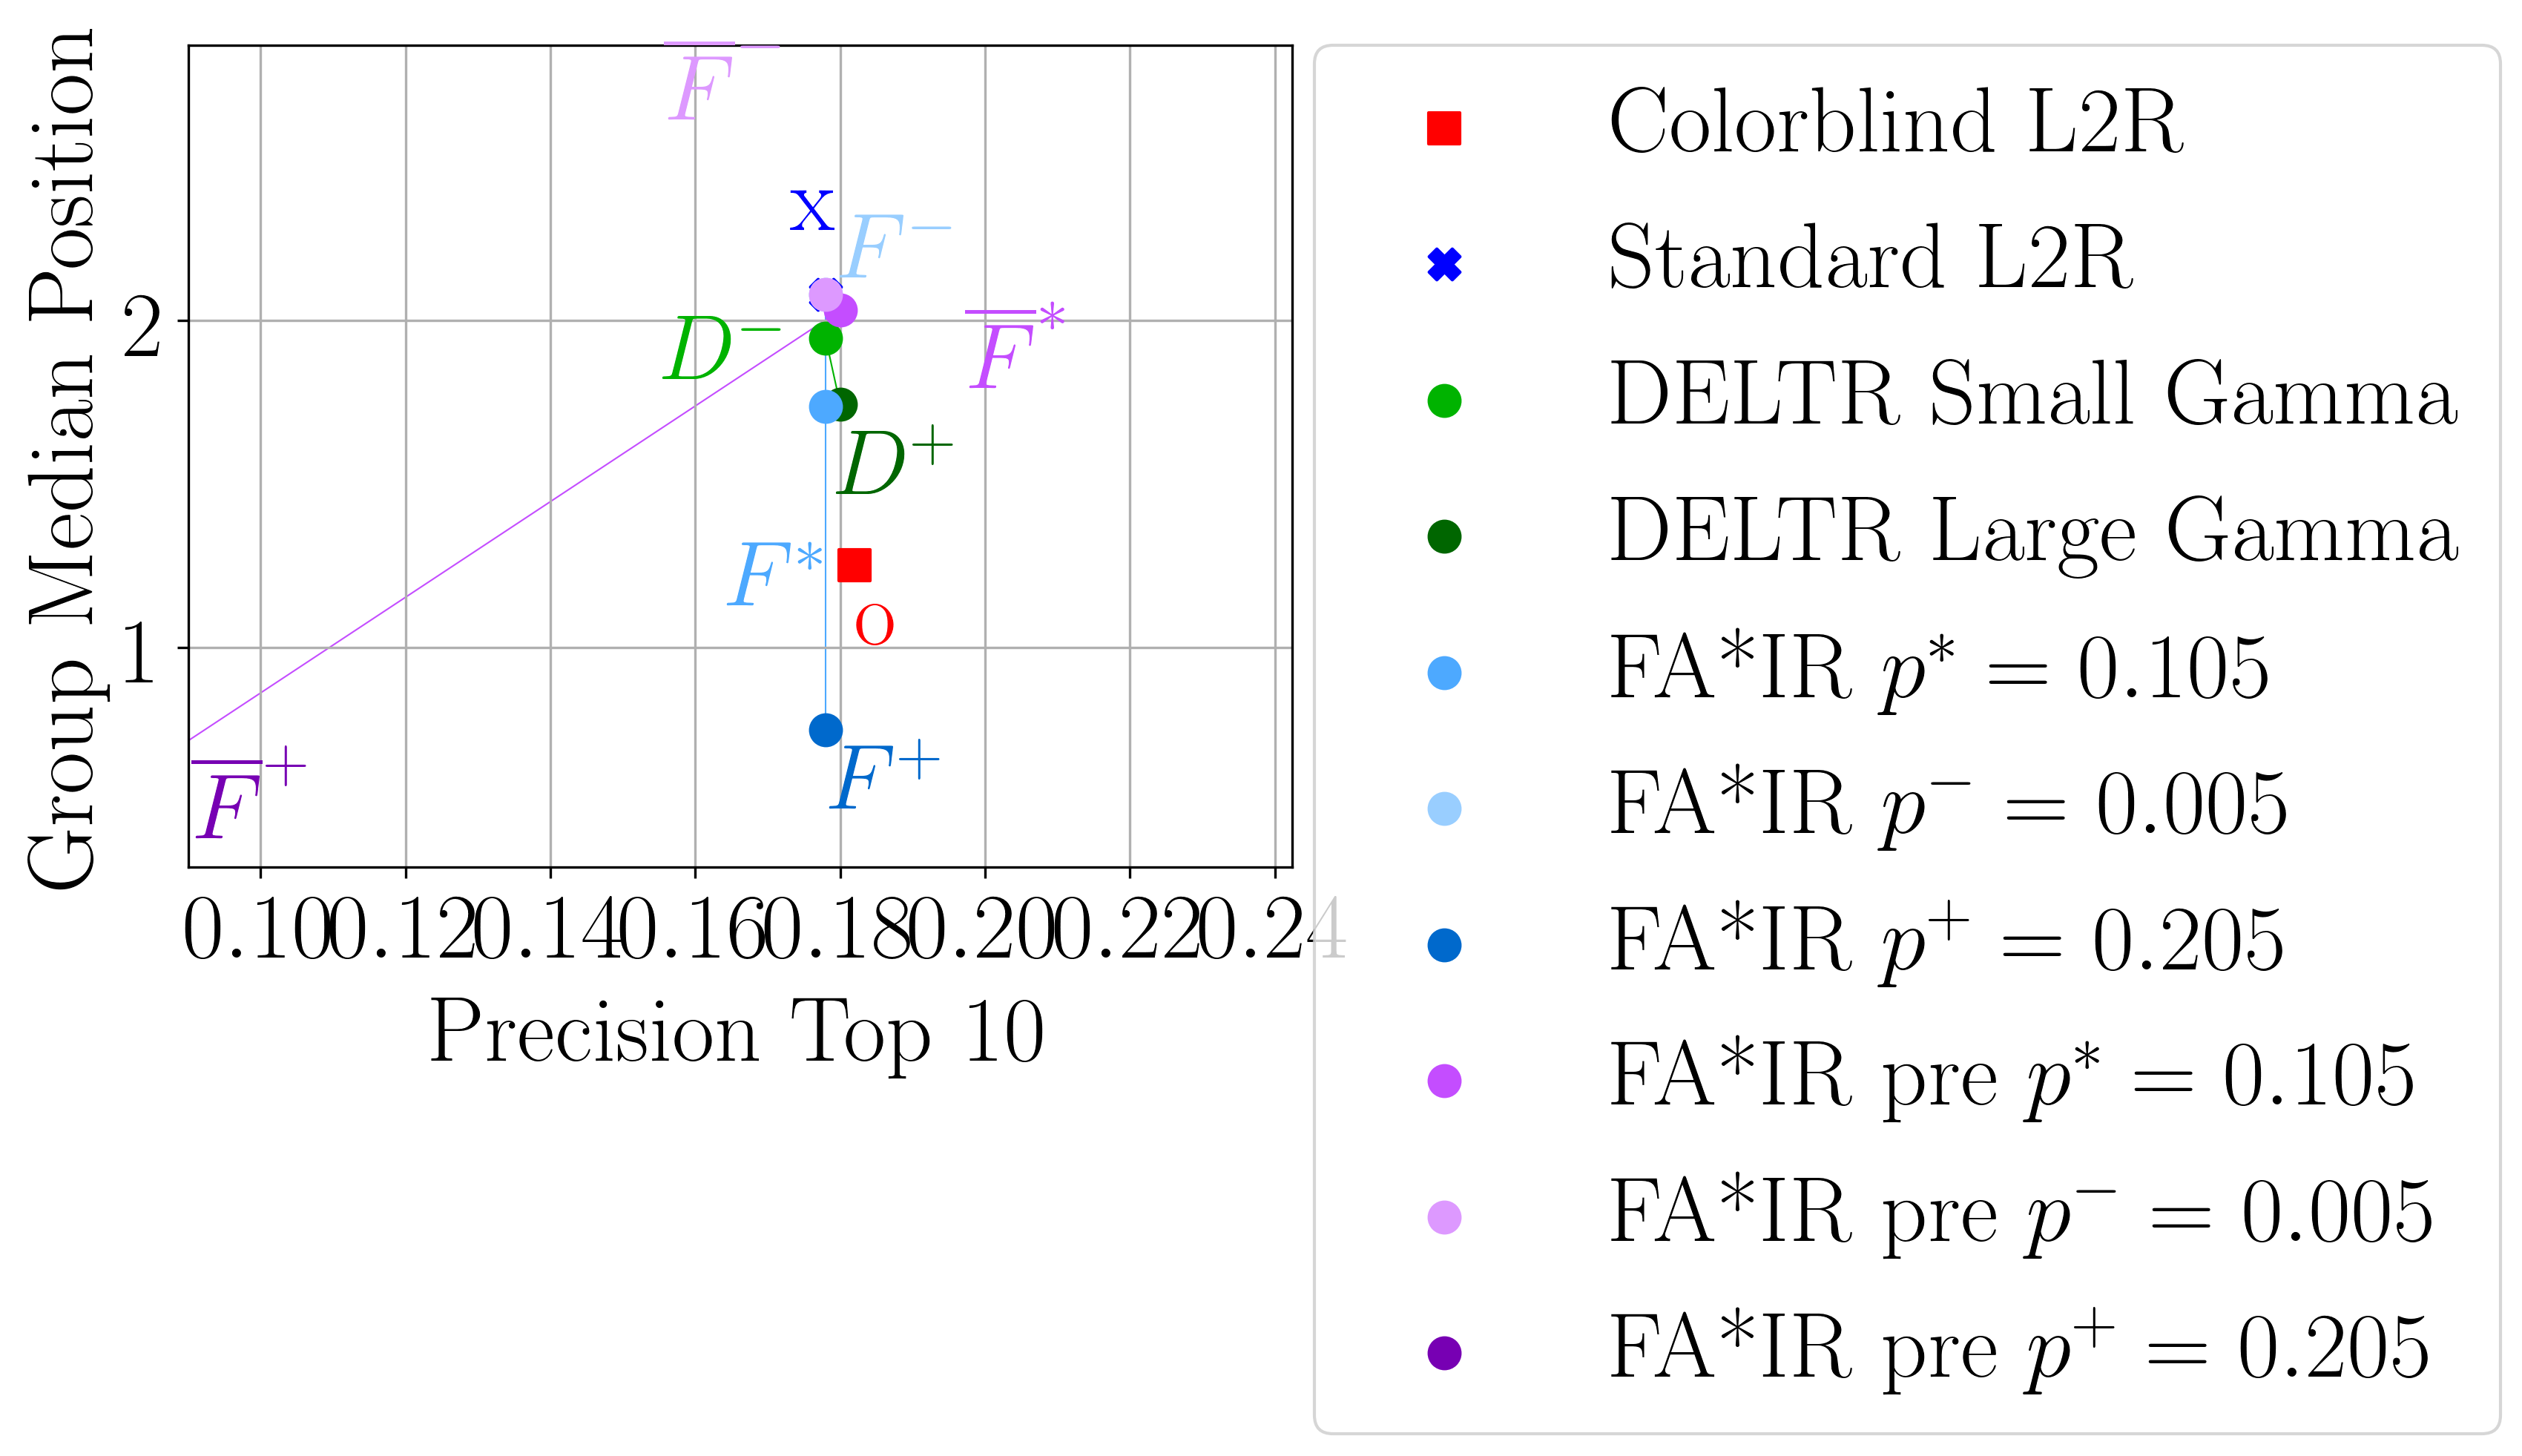 Group Median Position
2
1
F̅⁻
x
F⁻
D⁻
F̅*
D⁺
F*
o
F̅⁺
F⁺
0.10 0.12 0.14 0.16 0.18 0.20 0.22 0.24
Precision Top 10
Colorblind L2R
Standard L2R
DELTR Small Gamma
DELTR Large Gamma
FA*IR p* = 0.105
FA*IR p⁻ = 0.005
FA*IR p⁺ = 0.205
FA*IR pre p* = 0.105
FA*IR pre p⁻ = 0.005
FA*IR pre p⁺ = 0.205